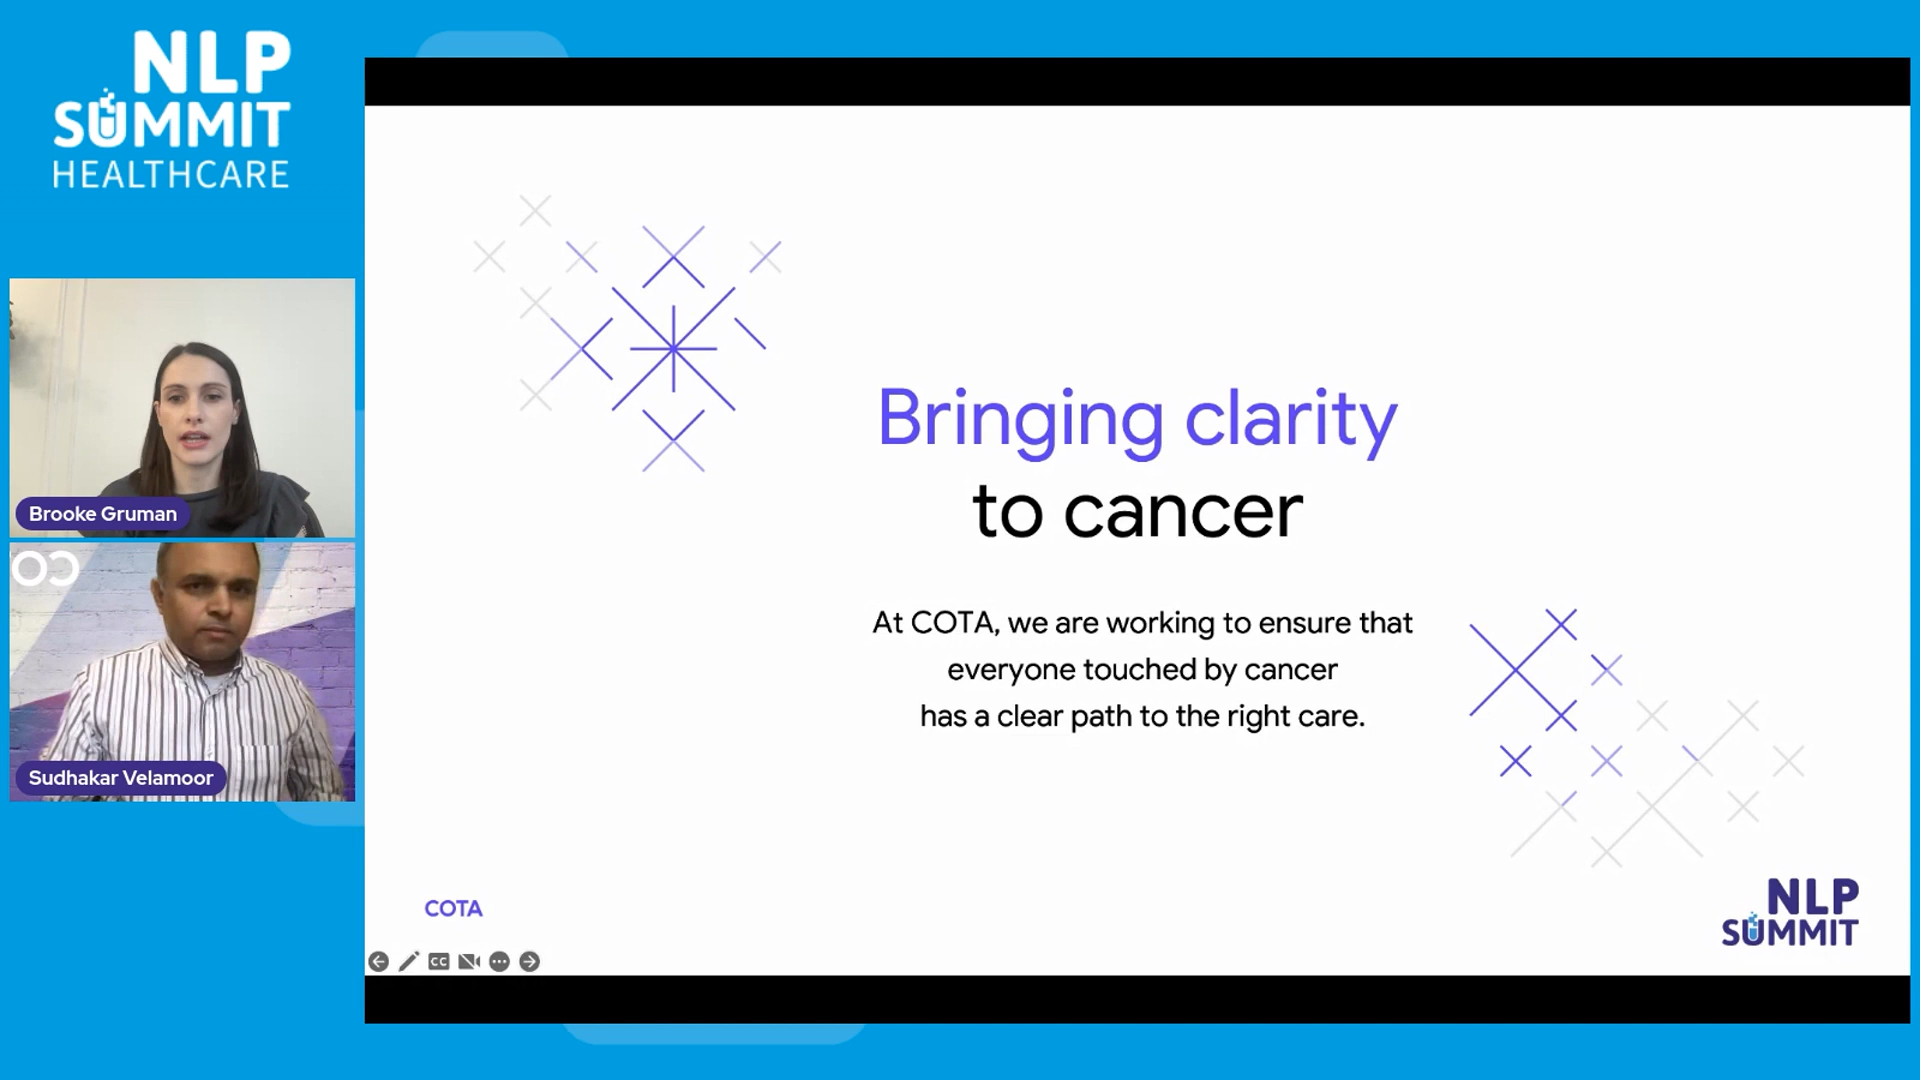 NLP
SUMMIT
HEALTHCARE
Brooke Gruman
Sudhakar Velamoor
Bringing clarity
to cancer
At COTA, we are working to ensure that
everyone touched by cancer
has a clear path to the right care.
COTA
CC
NLP
SUMMIT